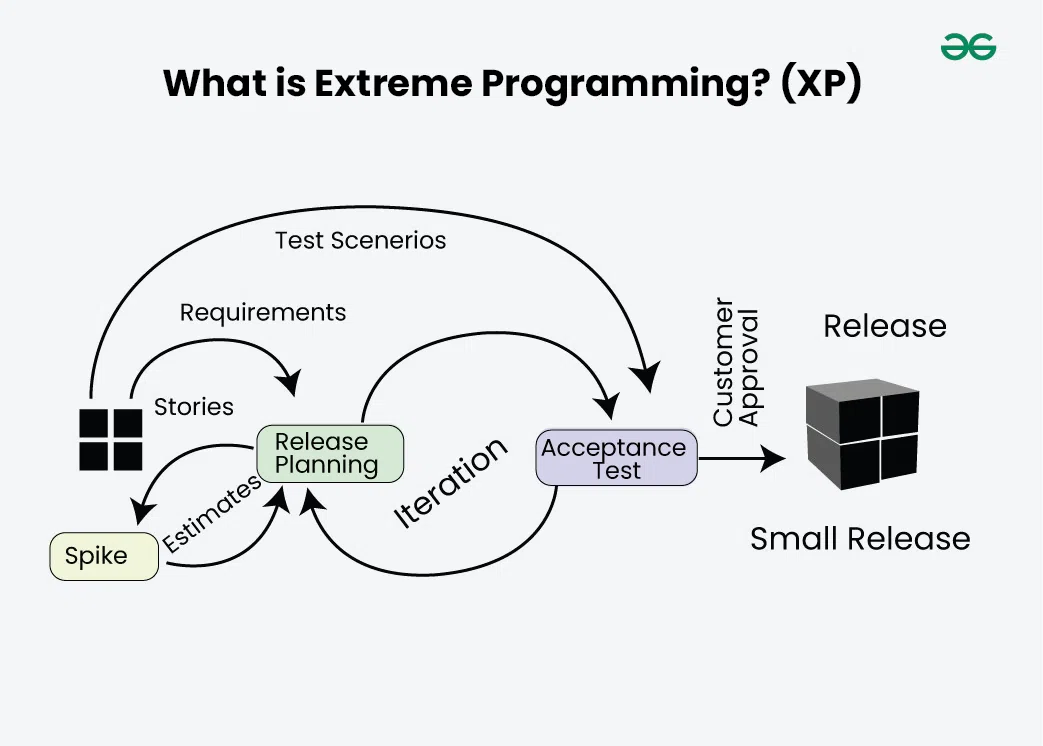 What is Extreme Programming? (XP)
Test Scenerios
Requirements
Stories
Release
Planning
Estimates
Spike
Iteration
Acceptance
Test
Customer
Approval
Release
Small Release